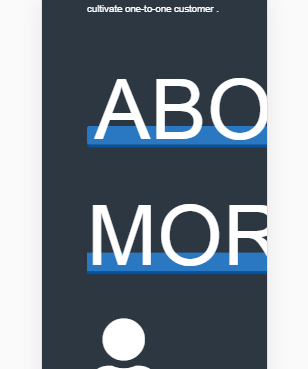 cultivate one-to-one customer .
ABO
MOR